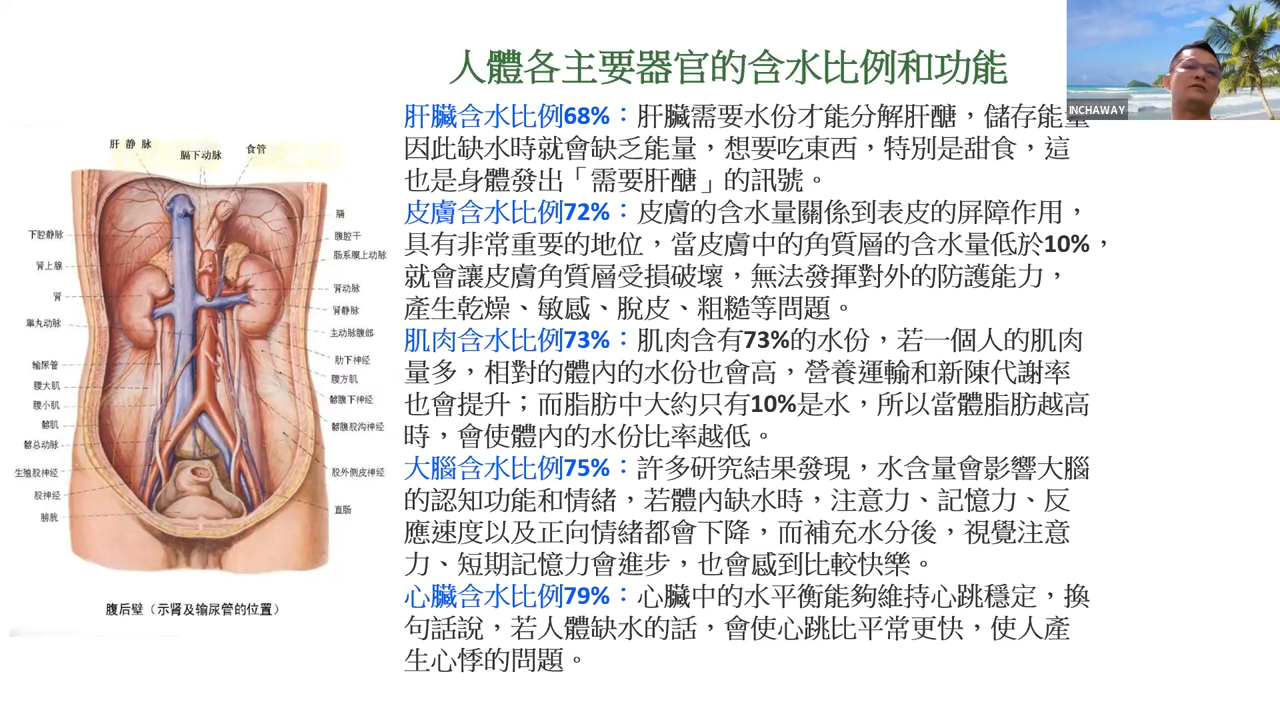 人體各主要器官的含水比例和功能
INCHAWAY
肝臟含水比例68%：肝臟需要水份才能分解肝醣，儲存能量
因此缺水時就會缺乏能量，想要吃東西，特別是甜食，這
也是身體發出「需要肝醣」的訊號。
皮膚含水比例72%：皮膚的含水量關係到表皮的屏障作用，
具有非常重要的地位，當皮膚中的角質層的含水量低於10%，
就會讓皮膚角質層受損破壞，無法發揮對外的防護能力，
產生乾燥、敏感、脫皮、粗糙等問題。
肌肉含水比例73%：肌肉含有73%的水份，若一個人的肌肉
量多，相對的體內的水份也會高，營養運輸和新陳代謝率
也會提升；而脂肪中大約只有10%是水，所以當體脂肪越高
時，會使體內的水份比率越低。
大腦含水比例75%：許多研究結果發現，水含量會影響大腦
的認知功能和情緒，若體內缺水時，注意力、記憶力、反
應速度以及正向情緒都會下降，而補充水分後，視覺注意
力、短期記憶力會進步，也會感到比較快樂。
心臟含水比例79%：心臟中的水平衡能夠維持心跳穩定，換
句話說，若人體缺水的話，會使心跳比平常更快，使人產
生心悸的問題。
肝静脉
膈下动脉
食管
下腔静脉
肾上腺
肾
睾丸动脉
输尿管
腰大肌
腰小肌
髂肌
髂总动脉
生殖股神经
股神经
膀胱
膈
腹腔干
肠系膜上动脉
肾动脉
肾静脉
主动脉腹部
肋下神经
腰方肌
髂腹下神经
髂腹股沟神经
股外侧皮神经
直肠
腹后壁（示肾及输尿管的位置）